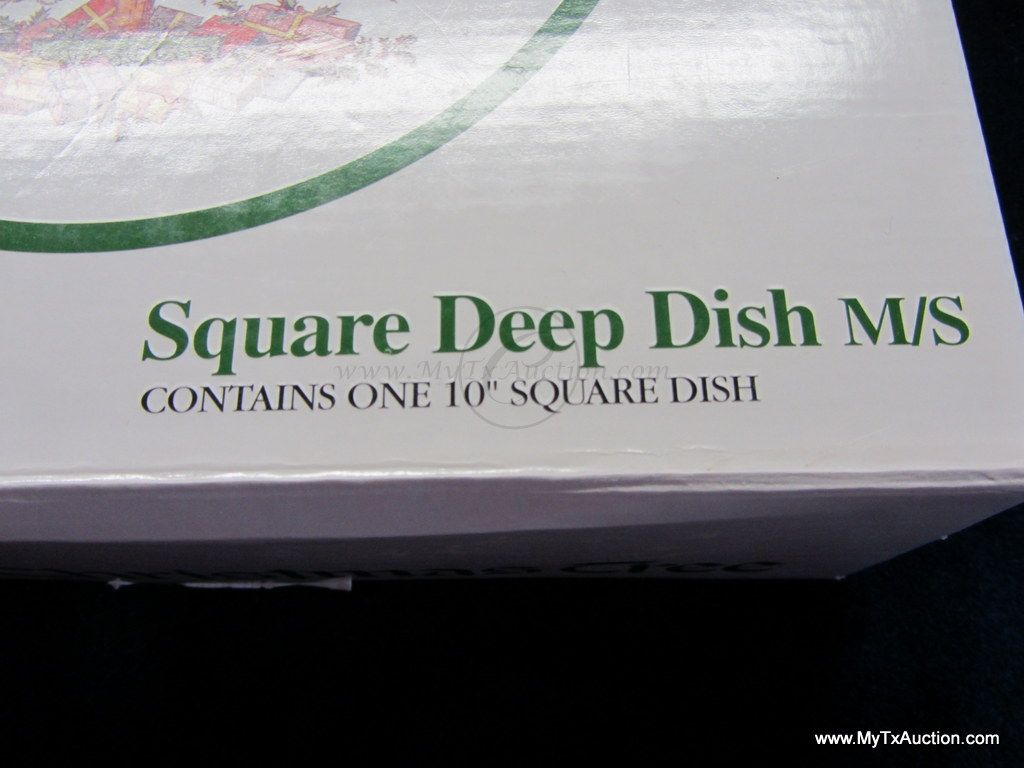 Square Deep Dish M/S
www.MyTxAuction.com
CONTAINS ONE 10" SQUARE DISH
www.MyTxAuction.com